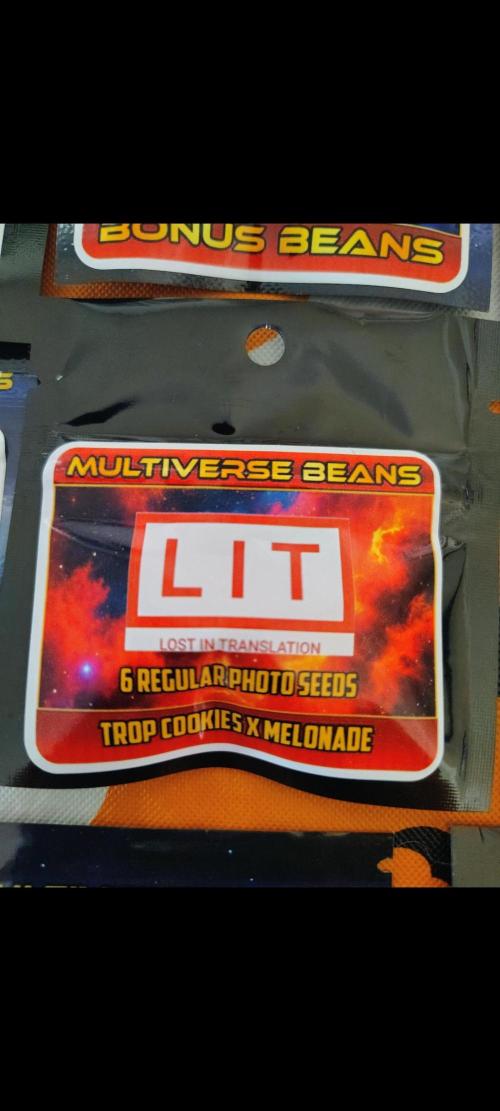 BONUS BEANS
S
MULTIVERSE BEANS
LIT
LOST IN TRANSLATION
6 REGULAR PHOTO SEEDS
TROP COOKIES X MELONADE